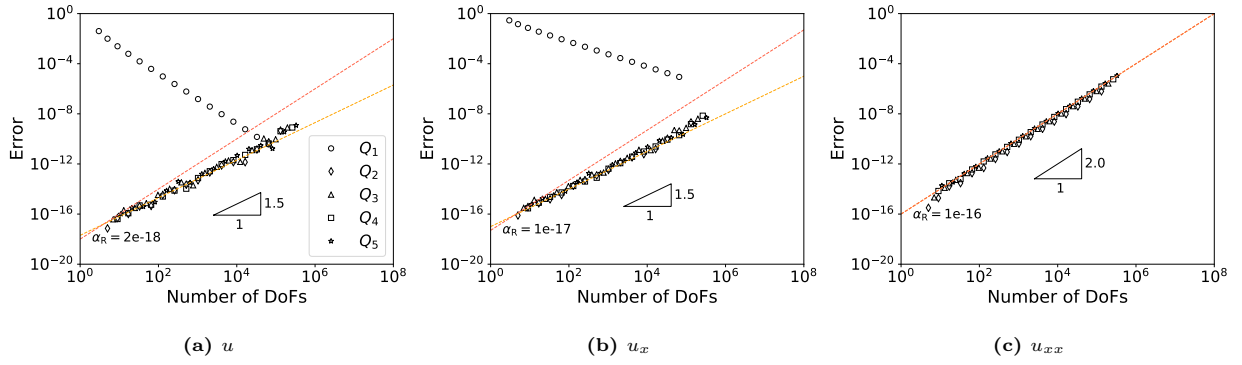 10^0
10^-4
10^-8
10^-12
10^-16
10^-20
Error
10^0 10^2 10^4 10^6 10^8
Number of DoFs
α_R = 2e-18
1.5
1
Q_1
Q_2
Q_3
Q_4
Q_5
(a) u
10^0
10^-4
10^-8
10^-12
10^-16
10^-20
Error
10^0 10^2 10^4 10^6 10^8
Number of DoFs
α_R = 1e-17
1.5
1
(b) u_x
10^0
10^-4
10^-8
10^-12
10^-16
10^-20
Error
10^0 10^2 10^4 10^6 10^8
Number of DoFs
α_R = 1e-16
2.0
1
(c) u_xx